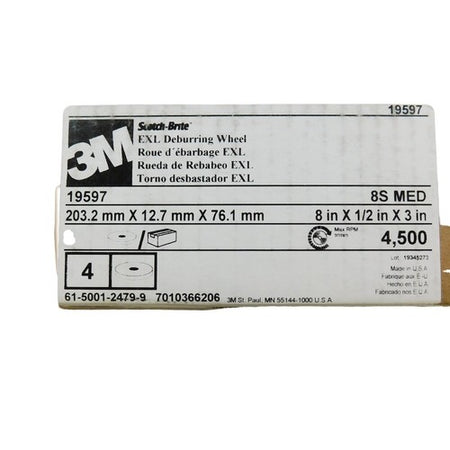 19597
3M
Scotch-Brite™
EXL Deburring Wheel
Roue d´ébarbage EXL
Rueda de Rebabeo EXL
Torno desbastador EXL
19597 8S MED
203.2 mm X 12.7 mm X 76.1 mm 8 in X 1/2 in X 3 in
/ Max RPM 4,500
Lot: 19348273
4
Made in U.S.A
Fabriqué aux É-U
Hecho en E.U.A.
Fabricado nos E.U.A.
61-5001-2479-9 7010366206 3M St. Paul, MN 55144-1000 U S A